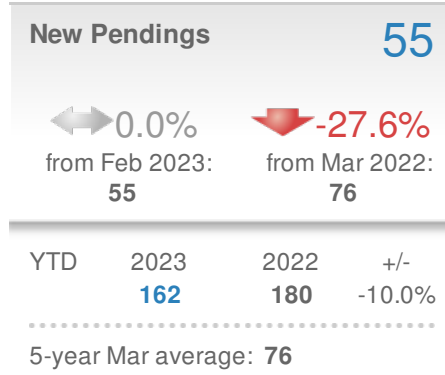 New Pendings 55
0.0% -27.6%
from Feb 2023: from Mar 2022:
55 76
YTD 2023 2022 +/-
162 180 -10.0%
5-year Mar average: 76